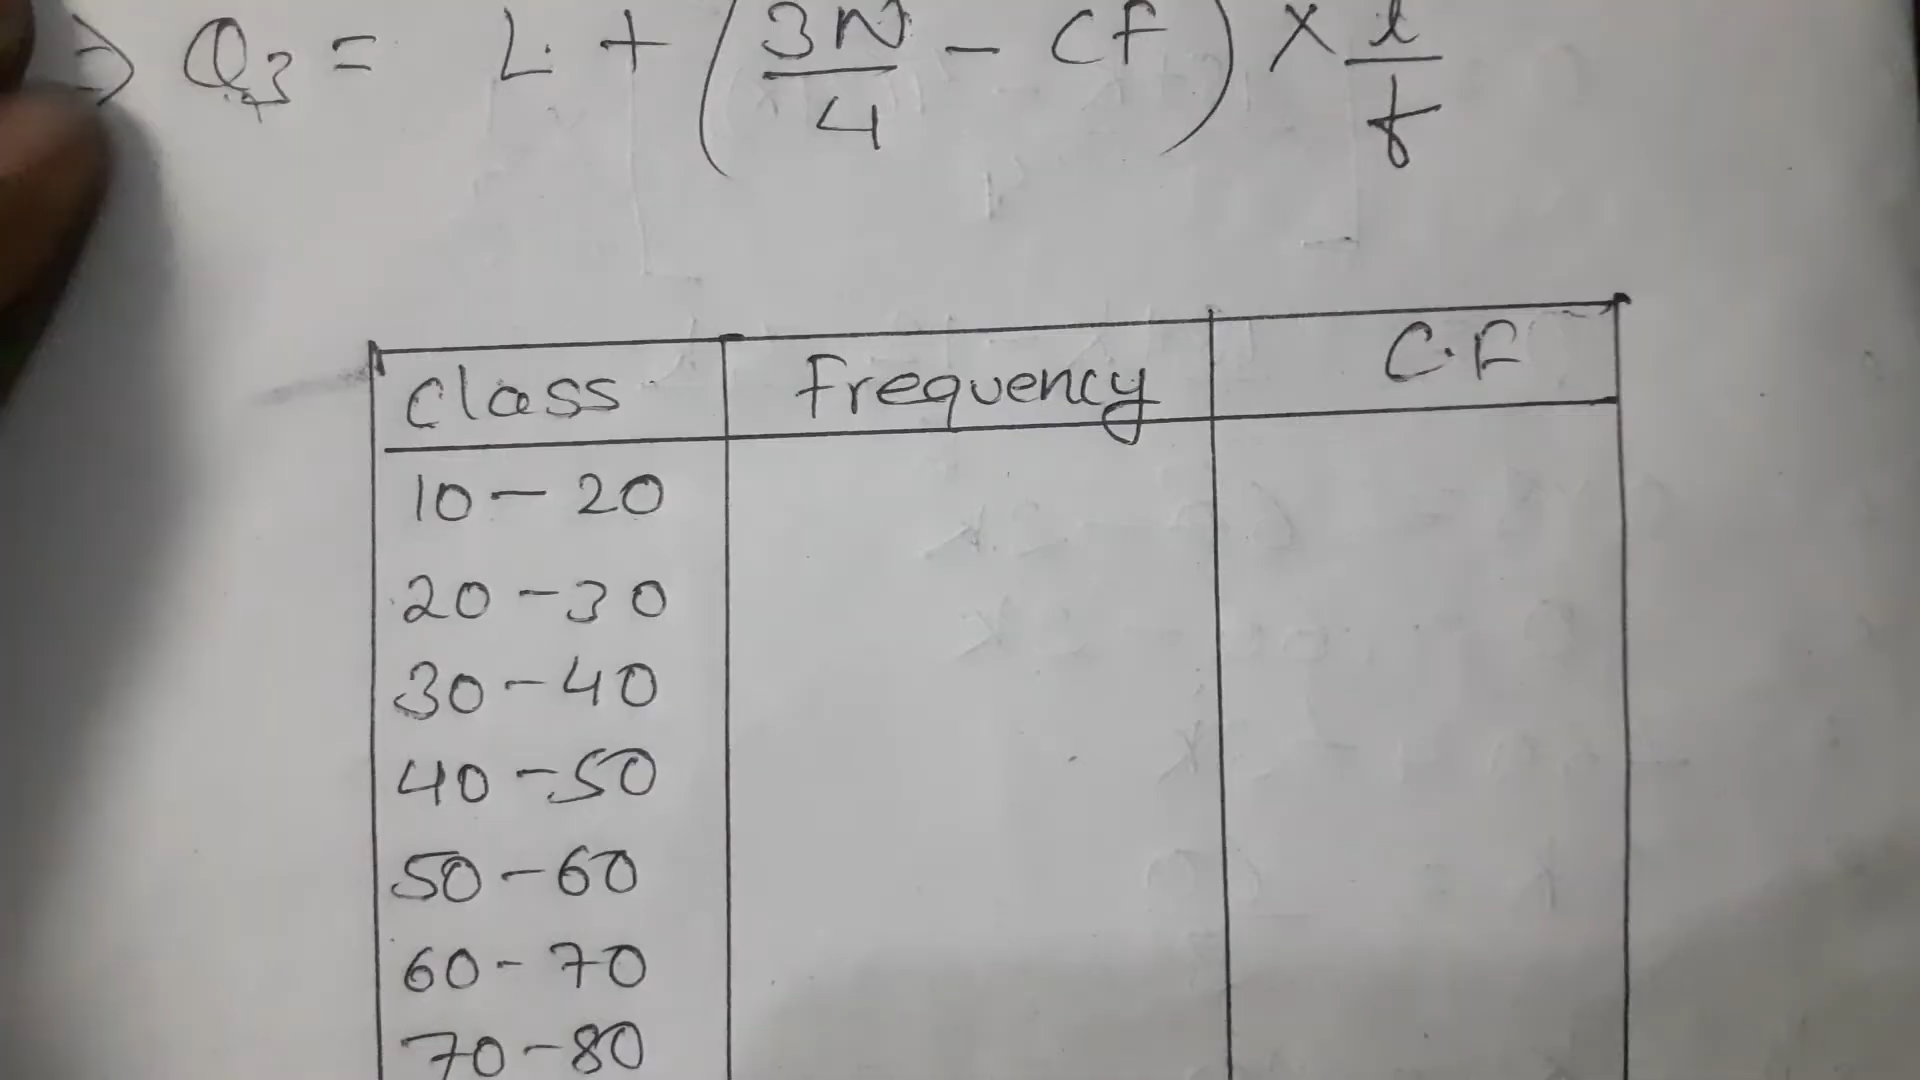 ⇒ Q3 = L + (3N/4 - CF) × i/f
Class Frequency C.F
10 - 20
20 - 30
30 - 40
40 - 50
50 - 60
60 - 70
70 - 80